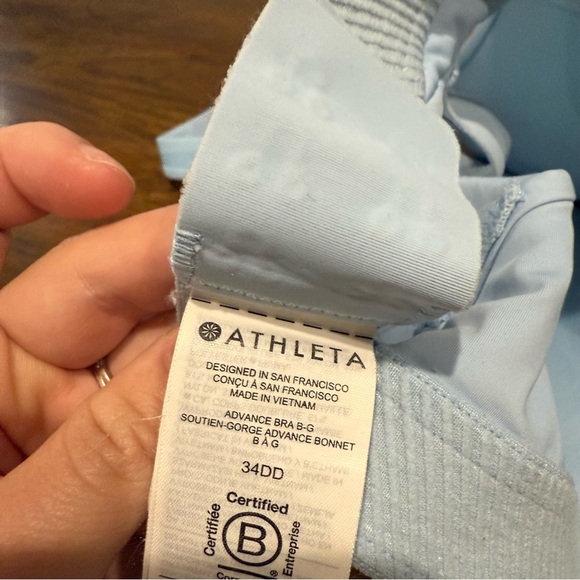 ATHLETA
DESIGNED IN SAN FRANCISCO
CONÇU À SAN FRANCISCO
MADE IN VIETNAM
ADVANCE BRA B-G
SOUTIEN-GORGE ADVANCE BONNET
B À G
34DD
Certified
Certifiée
B
Entreprise